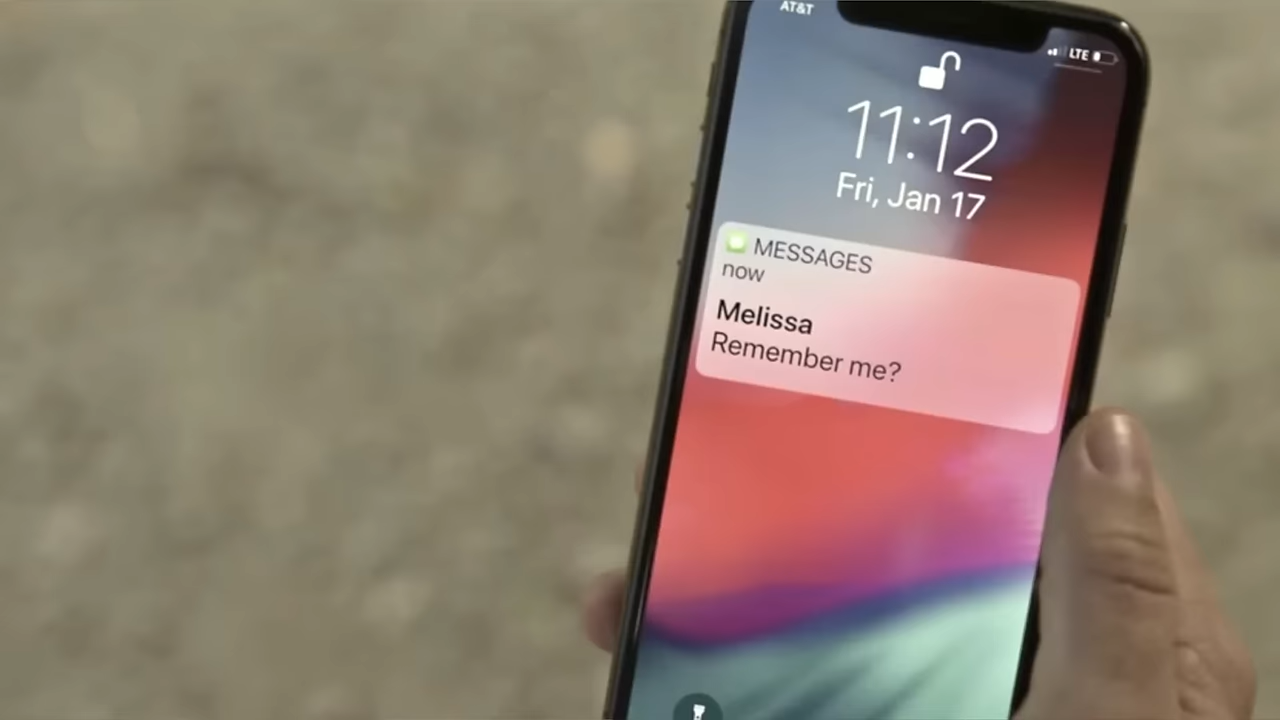 AT&T
LTE
11:12
Fri, Jan 17
MESSAGES
now
Melissa
Remember me?